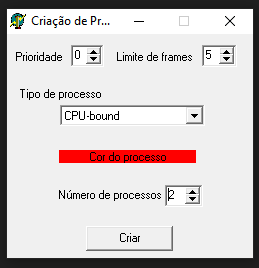 Criação de Pr...
Prioridade 0 Limite de frames 5
Tipo de processo
CPU-bound
Cor do processo
Número de processos 2
Criar